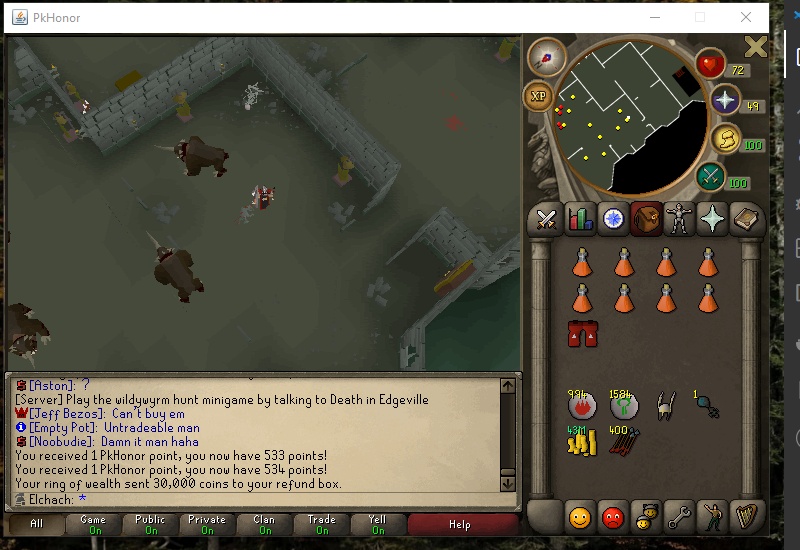 PkHonor
72
XP
49
100
100
994
1584
1
43M
400
[Aston]: ?
[Server] Play the wildywyrm hunt minigame by talking to Death in Edgeville
[Jeff Bezos]: Can't buy em
[Empty Pot]: Untradeable man
[Noobudie]: Damn it man haha
You received 1 PkHonor point, you now have 533 points!
You received 1 PkHonor point, you now have 534 points!
Your ring of wealth sent 30,000 coins to your refund box.
Elchach: *
All
Game
On
Public
On
Private
On
Clan
On
Trade
On
Yell
On
Help